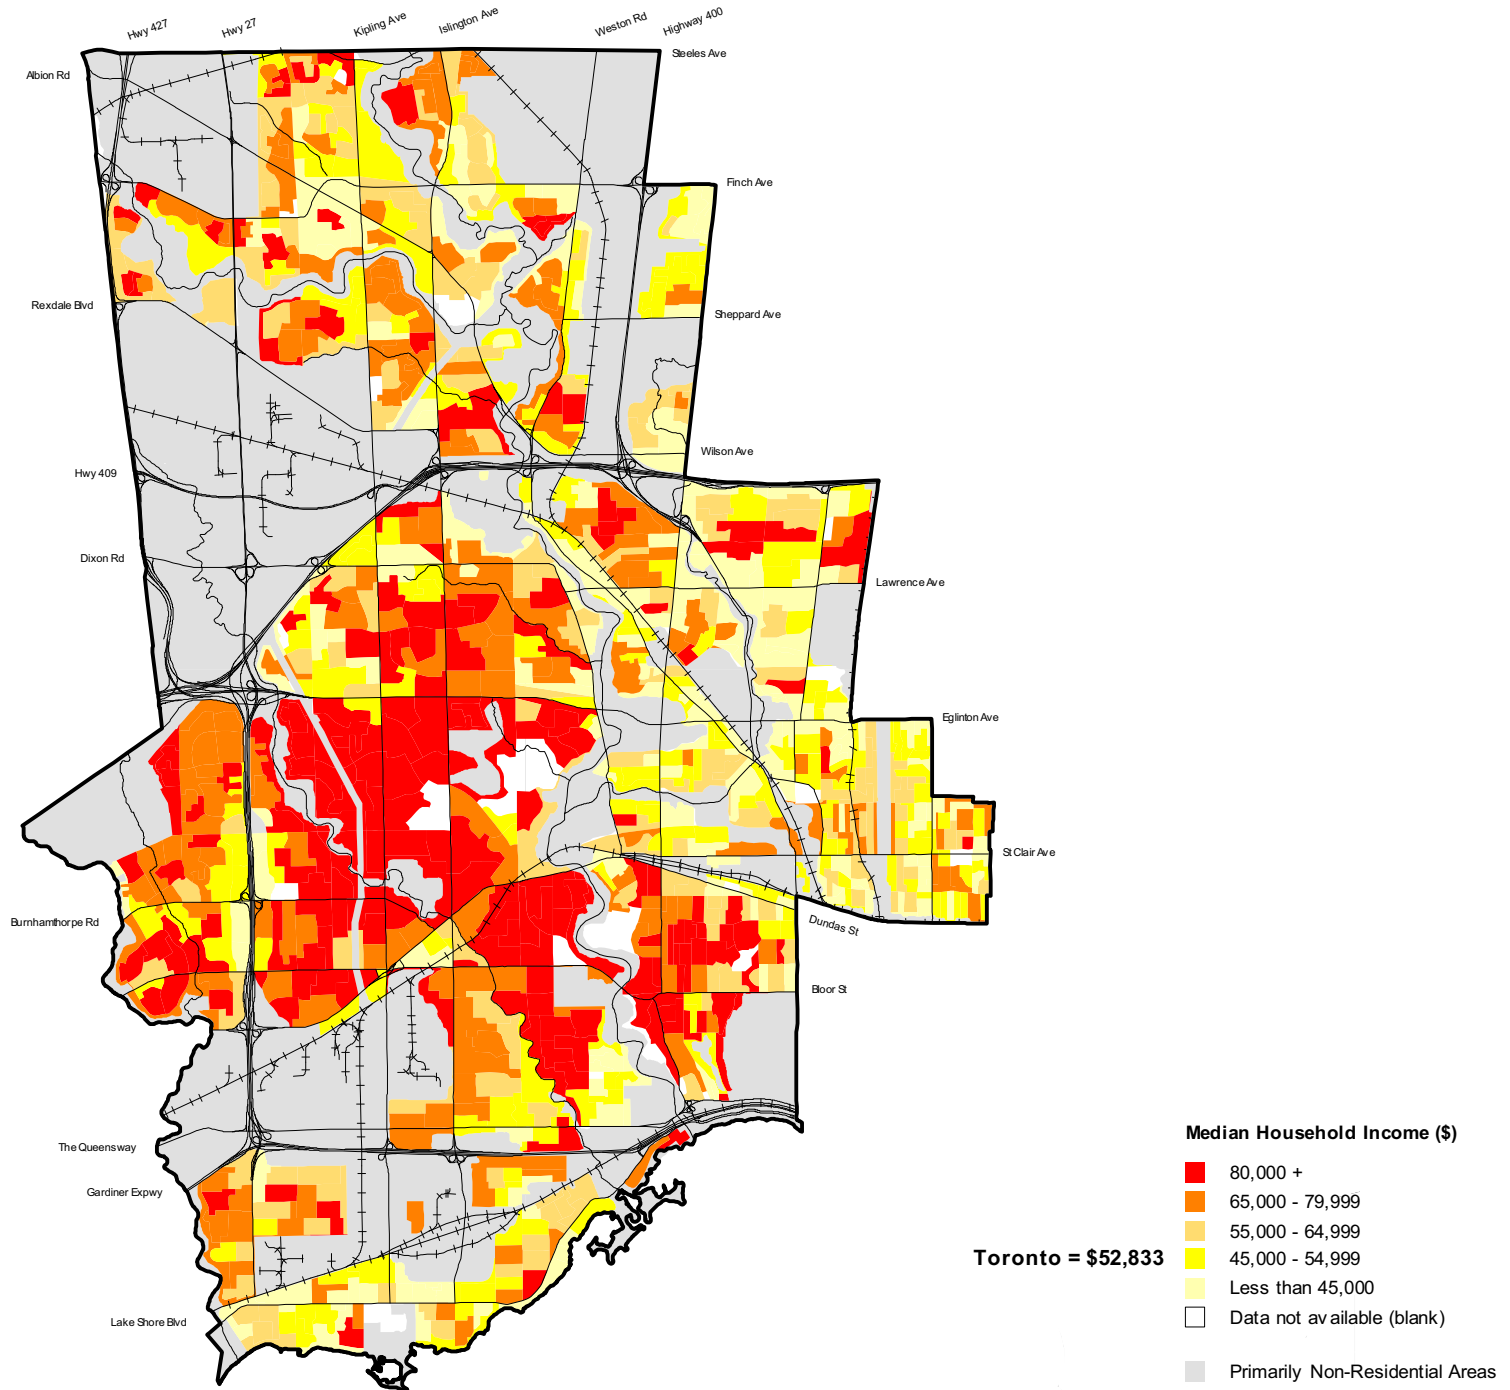 Hwy 427
Hwy 27
Kipling Ave
Islington Ave
Weston Rd
Highway 400
Steeles Ave
Albion Rd
Finch Ave
Rexdale Blvd
Sheppard Ave
Wilson Ave
Hwy 409
Dixon Rd
Lawrence Ave
Eglinton Ave
St Clair Ave
Burnhamthorpe Rd
Dundas St
Bloor St
The Queensway
Gardiner Expwy
Lake Shore Blvd
Median Household Income ($)
80,000 +
65,000 - 79,999
55,000 - 64,999
Toronto = $52,833
45,000 - 54,999
Less than 45,000
Data not available (blank)
Primarily Non-Residential Areas